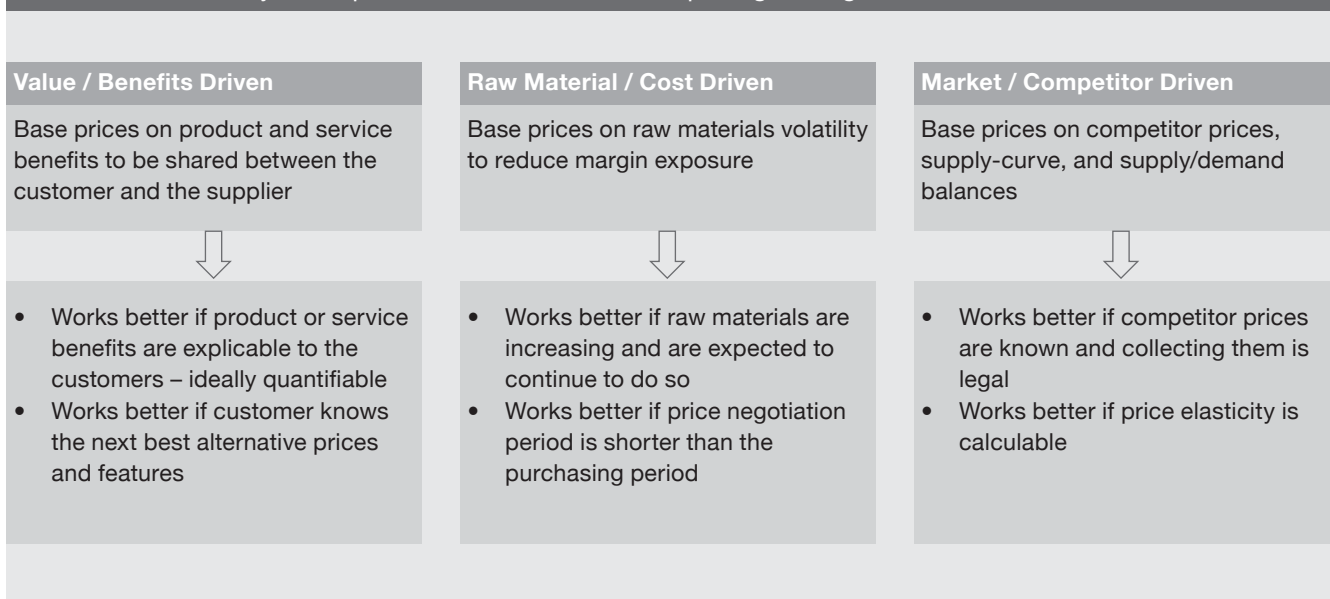 Value / Benefits Driven
Base prices on product and service
benefits to be shared between the
customer and the supplier
• Works better if product or service
benefits are explicable to the
customers – ideally quantifiable
• Works better if customer knows
the next best alternative prices
and features
Raw Material / Cost Driven
Base prices on raw materials volatility
to reduce margin exposure
• Works better if raw materials are
increasing and are expected to
continue to do so
• Works better if price negotiation
period is shorter than the
purchasing period
Market / Competitor Driven
Base prices on competitor prices,
supply-curve, and supply/demand
balances
• Works better if competitor prices
are known and collecting them is
legal
• Works better if price elasticity is
calculable